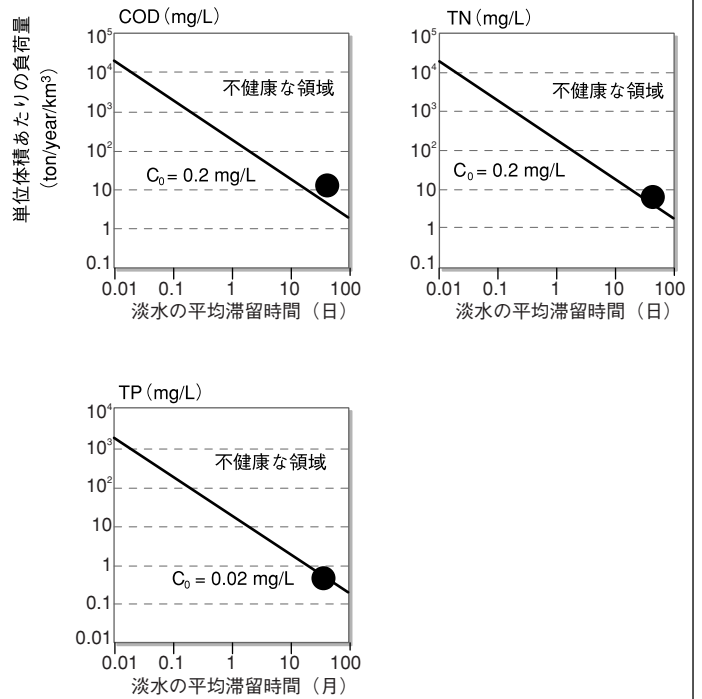 単位体積あたりの負荷量
(ton/year/km³)
COD (mg/L)
10⁵
10⁴
10³
10²
10
1
0.1
不健康な領域
C₀ = 0.2 mg/L
0.01 0.1 1 10 100
淡水の平均滞留時間（日）
TN (mg/L)
10⁵
10⁴
10³
10²
10
1
0.1
不健康な領域
C₀ = 0.2 mg/L
0.01 0.1 1 10 100
淡水の平均滞留時間（日）
TP (mg/L)
10⁴
10³
10²
10
1
0.1
0.01
不健康な領域
C₀ = 0.02 mg/L
0.01 0.1 1 10 100
淡水の平均滞留時間（月）